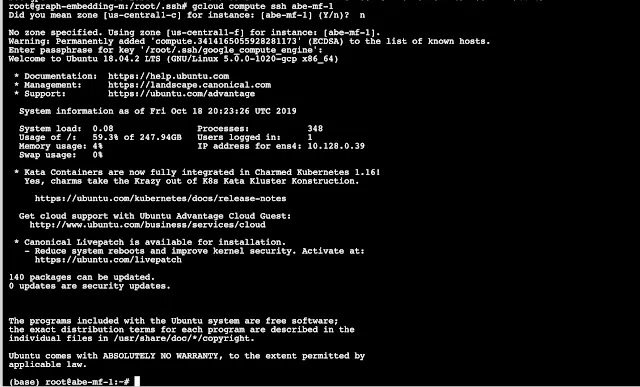 root@graph-embedding-m:/root/.ssh# gcloud compute ssh abe-mf-1
Did you mean zone [us-central1-c] for instance: [abe-mf-1] (Y/n)?  n
No zone specified. Using zone [us-central1-f] for instance: [abe-mf-1].
Warning: Permanently added 'compute.3414165055928281173' (ECDSA) to the list of known hosts.
Enter passphrase for key '/root/.ssh/google_compute_engine':
Welcome to Ubuntu 18.04.2 LTS (GNU/Linux 5.0.0-1020-gcp x86_64)
* Documentation:  https://help.ubuntu.com
* Management:     https://landscape.canonical.com
* Support:        https://ubuntu.com/advantage
System information as of Fri Oct 18 20:23:26 UTC 2019
System load:  0.08              Processes:           348
Usage of /:   59.3% of 247.94GB   Users logged in:     1
Memory usage: 4%                IP address for ens4: 10.128.0.39
Swap usage:   0%
* Kata Containers are now fully integrated in Charmed Kubernetes 1.16!
Yes, charms take the Krazy out of K8s Kata Kluster Konstruction.
https://ubuntu.com/kubernetes/docs/release-notes
Get cloud support with Ubuntu Advantage Cloud Guest:
http://www.ubuntu.com/business/services/cloud
* Canonical Livepatch is available for installation.
- Reduce system reboots and improve kernel security. Activate at:
https://ubuntu.com/livepatch
140 packages can be updated.
0 updates are security updates.
The programs included with the Ubuntu system are free software;
the exact distribution terms for each program are described in the
individual files in /usr/share/doc/*/copyright.
Ubuntu comes with ABSOLUTELY NO WARRANTY, to the extent permitted by
applicable law.
(base) root@abe-mf-1:~#